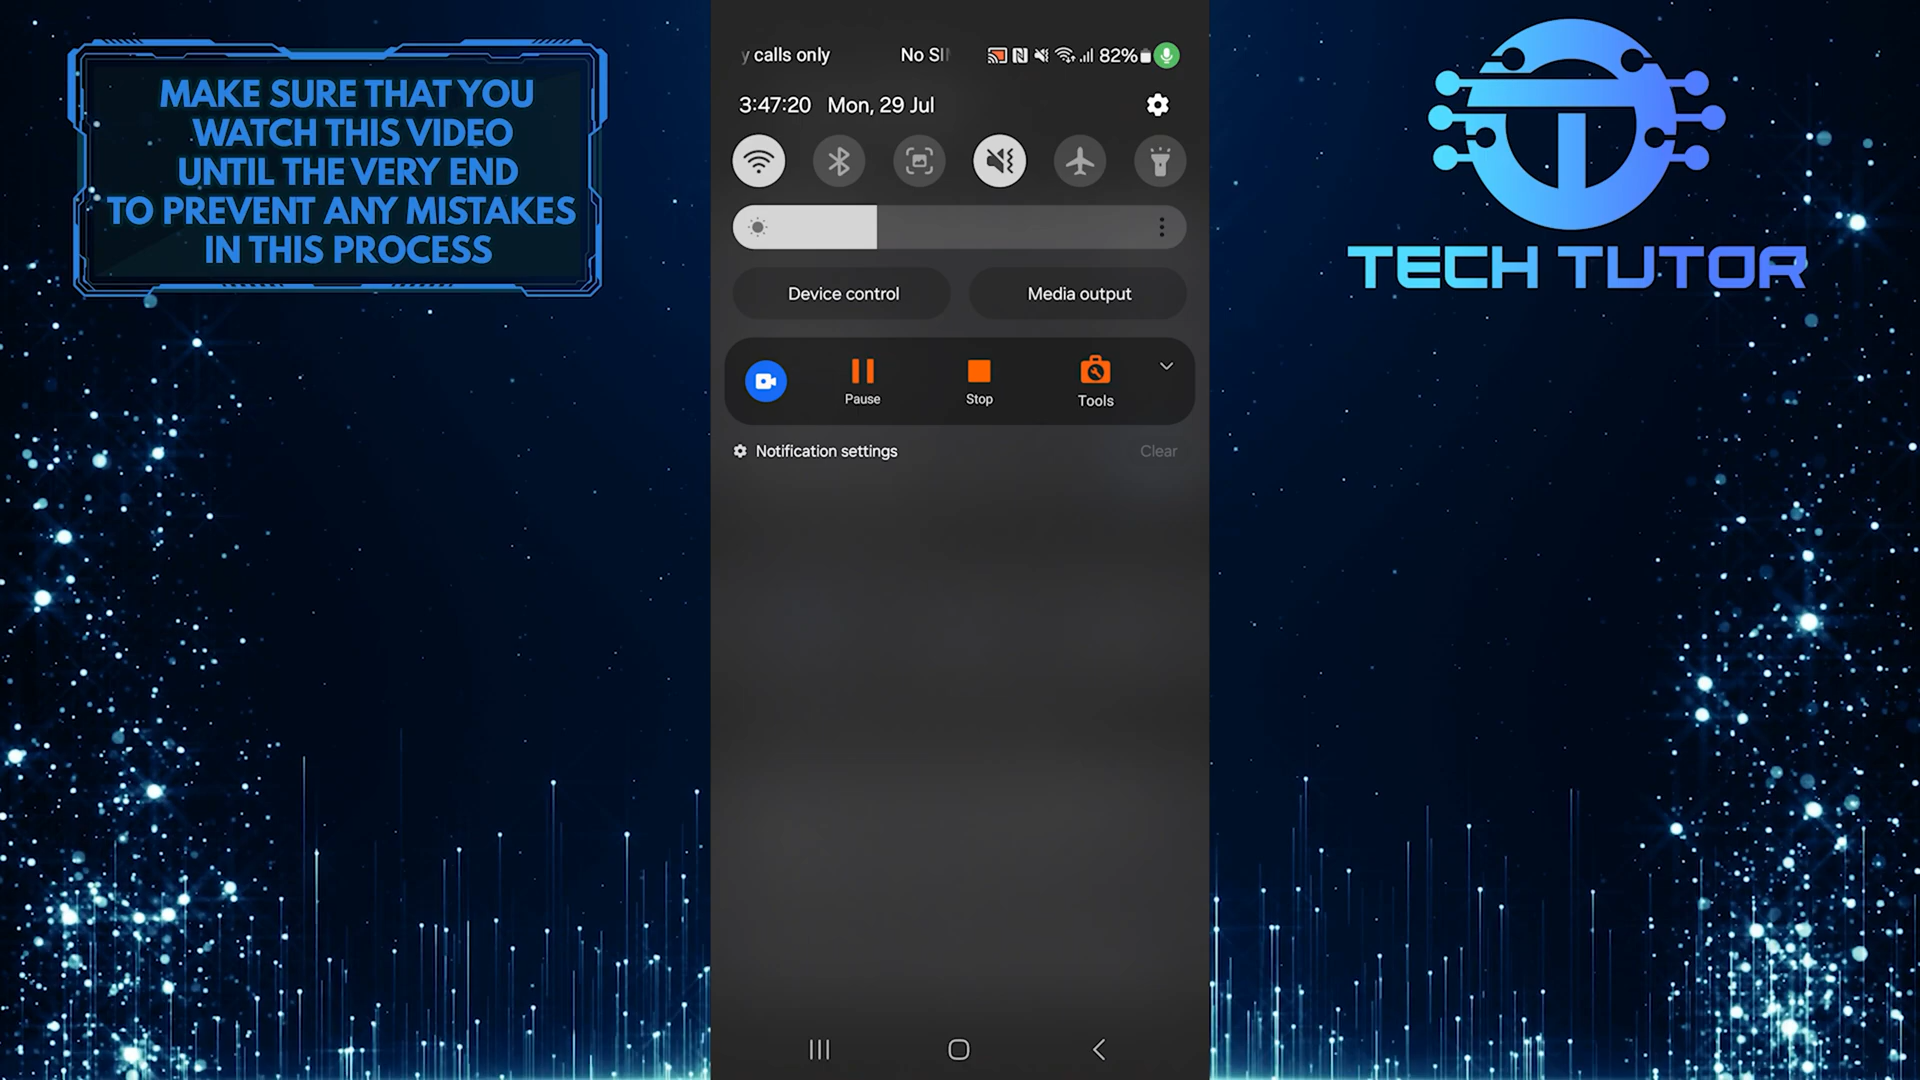 MAKE SURE THAT YOU
WATCH THIS VIDEO
UNTIL THE VERY END
TO PREVENT ANY MISTAKES
IN THIS PROCESS
y calls only No SI 82%
3:47:20 Mon, 29 Jul
Device control Media output
Pause Stop Tools
Notification settings Clear
TECH TUTOR